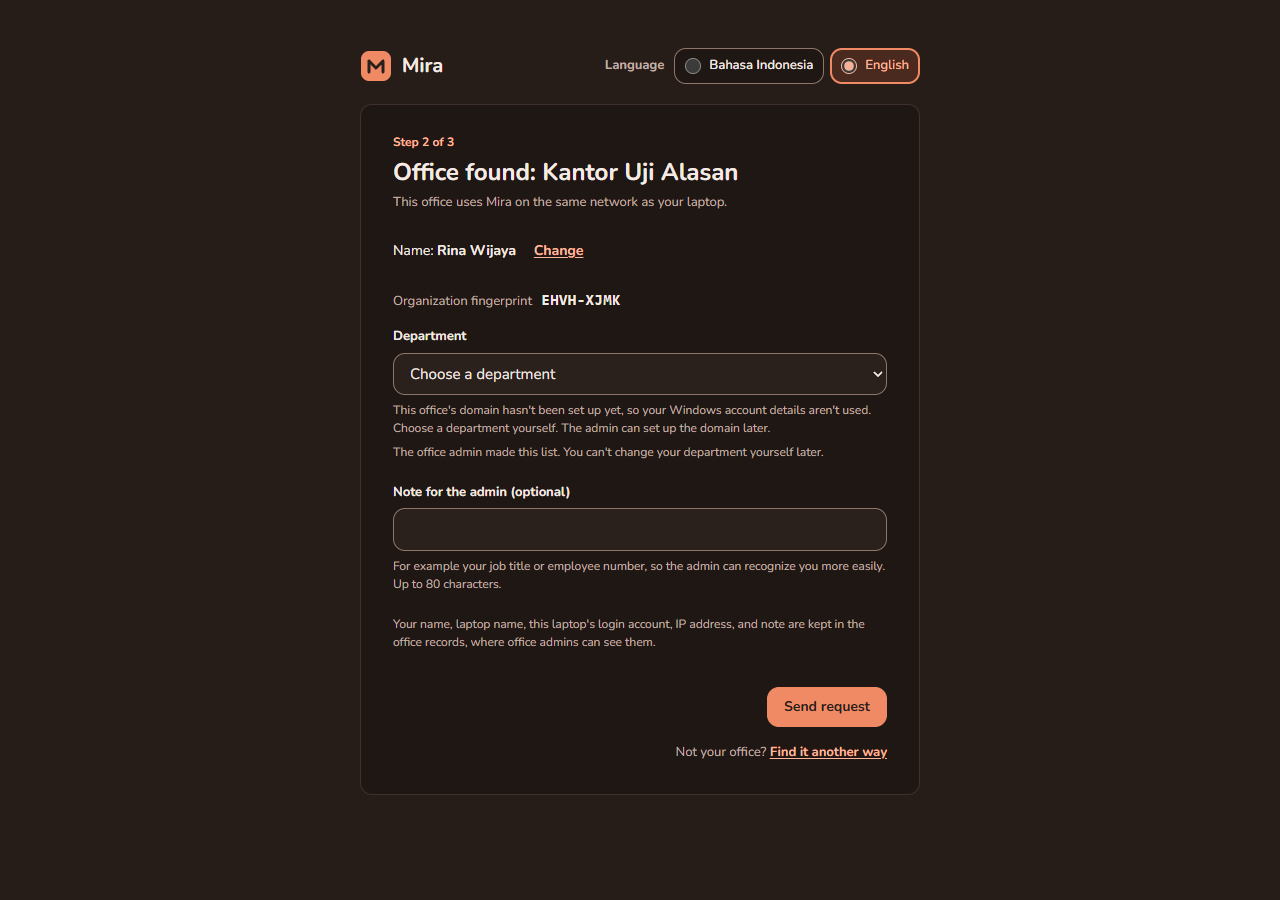 Mira
Language
Bahasa Indonesia
English
Step 2 of 3
Office found: Kantor Uji Alasan
This office uses Mira on the same network as your laptop.
Name: Rina Wijaya Change
Organization fingerprint EHVH-XJMK
Department
Choose a department
This office's domain hasn't been set up yet, so your Windows account details aren't used.
Choose a department yourself. The admin can set up the domain later.
The office admin made this list. You can't change your department yourself later.
Note for the admin (optional)
For example your job title or employee number, so the admin can recognize you more easily.
Up to 80 characters.
Your name, laptop name, this laptop's login account, IP address, and note are kept in the
office records, where office admins can see them.
Send request
Not your office? Find it another way